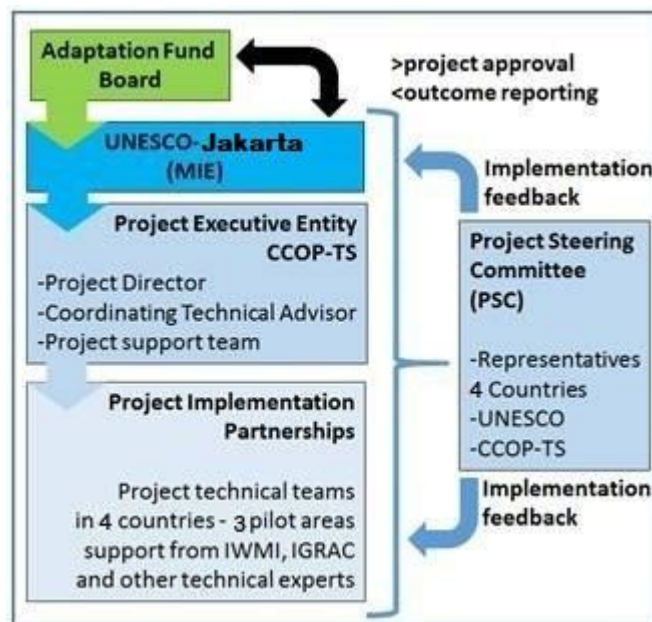 Adaptation Fund
Board
>project approval
<outcome reporting
UNESCO-Jakarta
(MIE)
Implementation
feedback
Project Executive Entity
CCOP-TS
-Project Director
-Coordinating Technical Advisor
-Project support team
Project Steering
Committee
(PSC)
-Representatives
4 Countries
-UNESCO
-CCOP-TS
Project Implementation
Partnerships
Project technical teams
in 4 countries - 3 pilot areas
support from IWMI, IGRAC
and other technical experts
Implementation
feedback